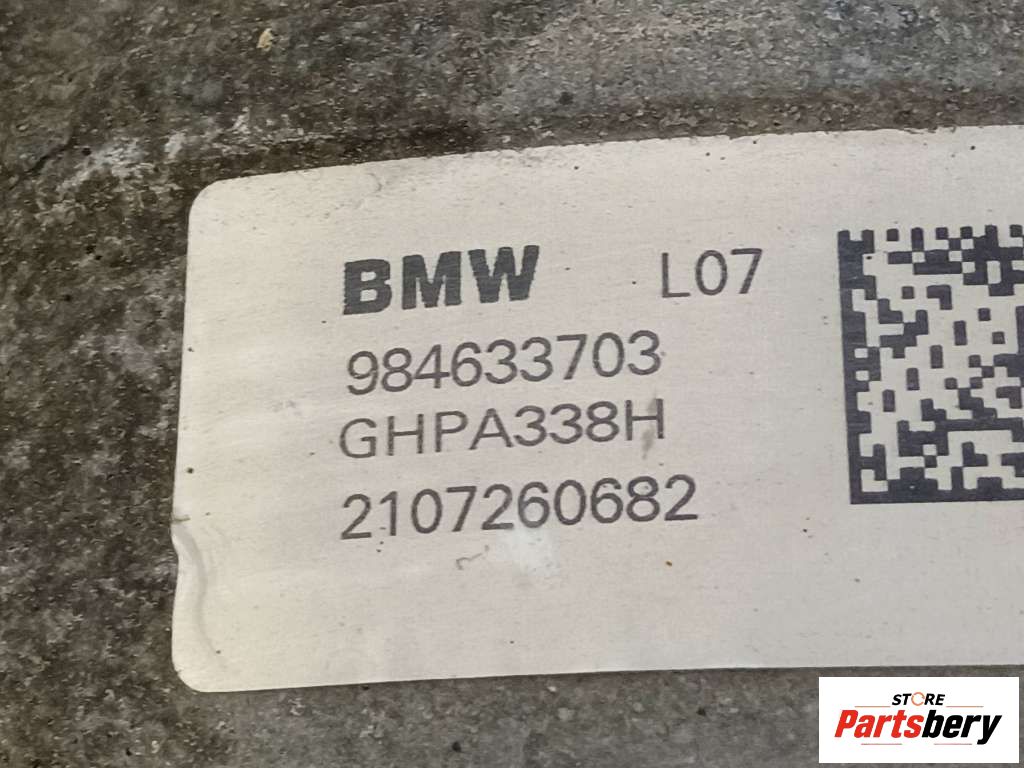 BMW L07
984633703
GHPA338H
2107260682
STORE
Partsbery